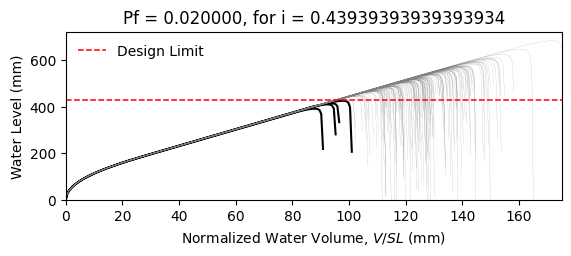 Pf = 0.020000, for i = 0.43939393939393934
Water Level (mm)
600
400
200
0
Design Limit
0 20 40 60 80 100 120 140 160
Normalized Water Volume, V/SL (mm)